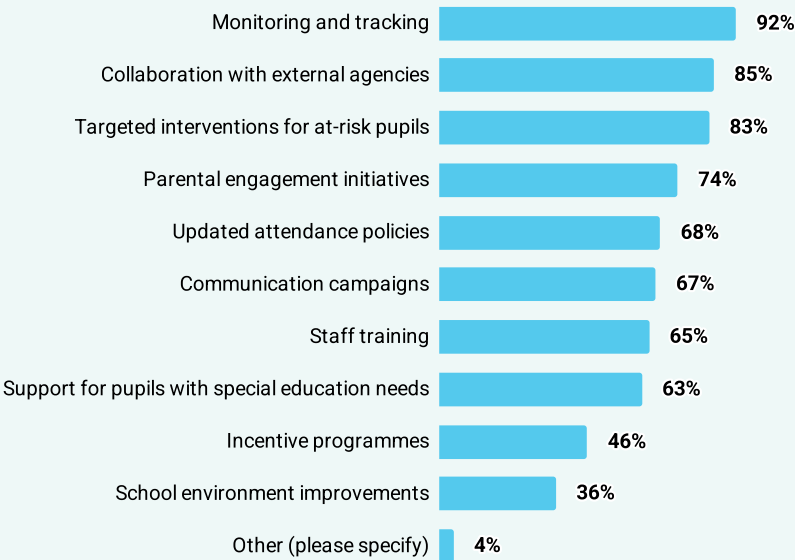 Monitoring and tracking 92%
Collaboration with external agencies 85%
Targeted interventions for at-risk pupils 83%
Parental engagement initiatives 74%
Updated attendance policies 68%
Communication campaigns 67%
Staff training 65%
Support for pupils with special education needs 63%
Incentive programmes 46%
School environment improvements 36%
Other (please specify) 4%